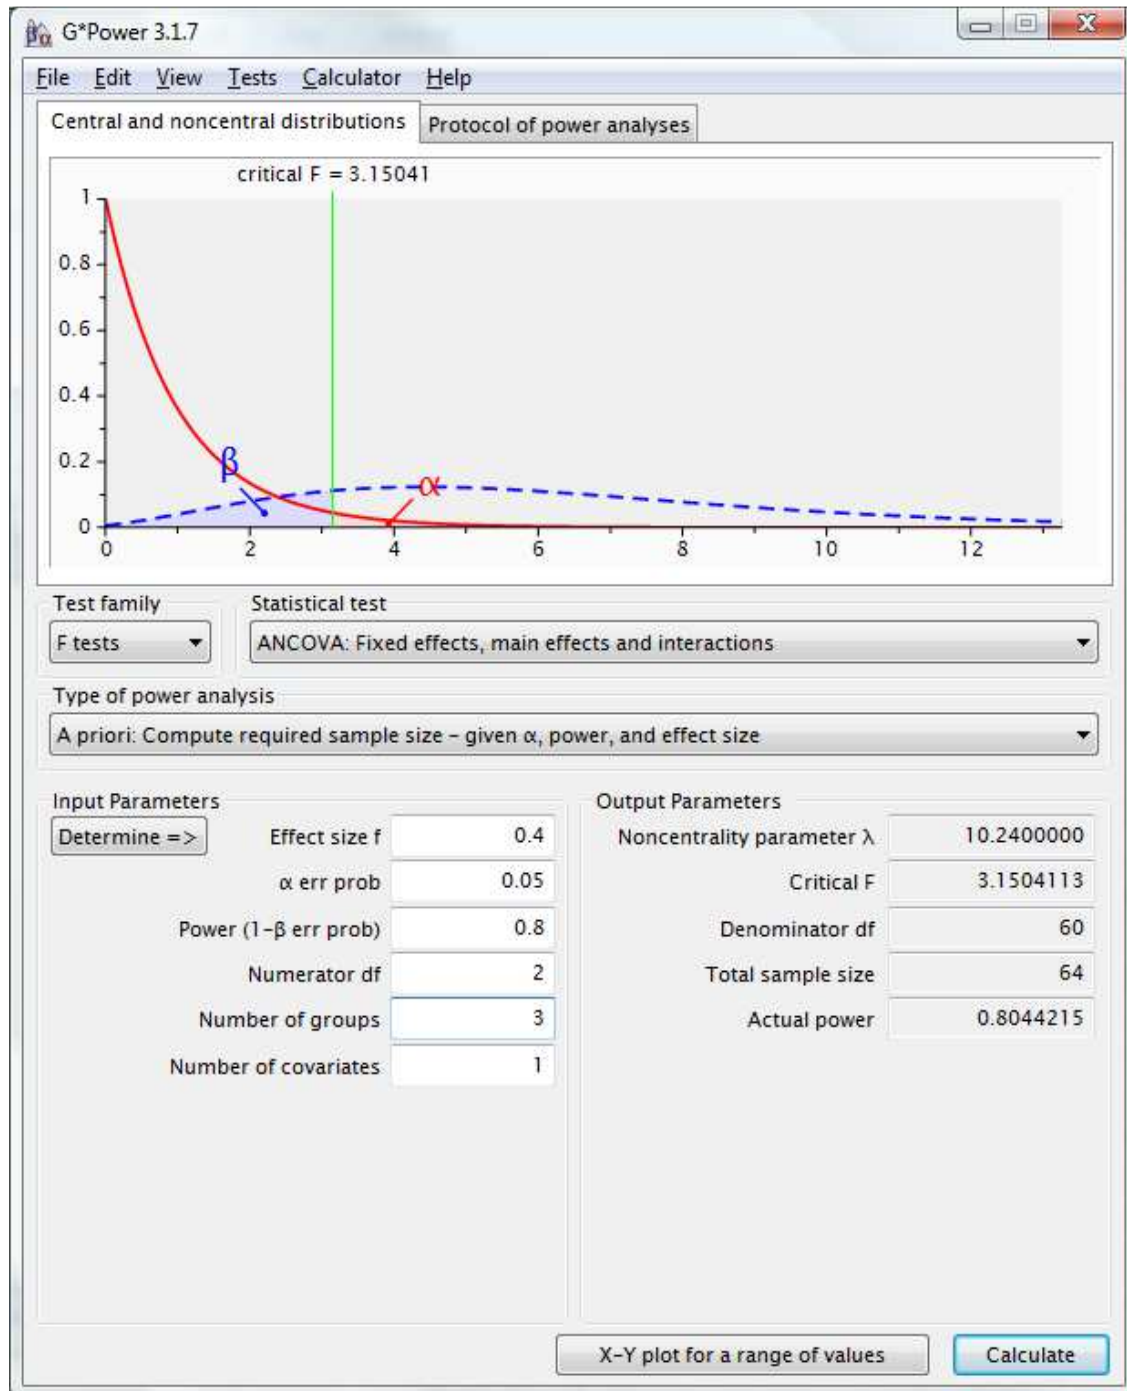 βα G*Power 3.1.7
File Edit View Tests Calculator Help
Central and noncentral distributions Protocol of power analyses
critical F = 3.15041
1
0.8
0.6
0.4
0.2
0
β
α
0 2 4 6 8 10 12
Test family Statistical test
F tests ANCOVA: Fixed effects, main effects and interactions
Type of power analysis
A priori: Compute required sample size – given α, power, and effect size
Input Parameters Output Parameters
Determine => Effect size f 0.4 Noncentrality parameter λ 10.2400000
α err prob 0.05 Critical F 3.1504113
Power (1-β err prob) 0.8 Denominator df 60
Numerator df 2 Total sample size 64
Number of groups 3 Actual power 0.8044215
Number of covariates 1
X-Y plot for a range of values Calculate